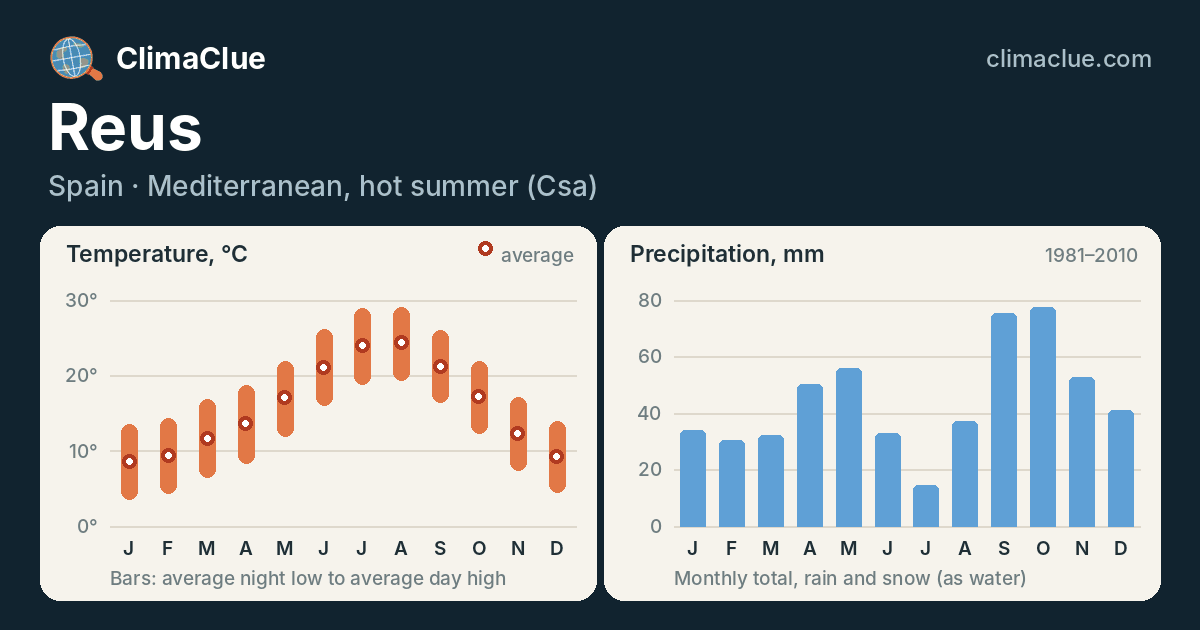 ClimaClue
climaclue.com
Reus
Spain · Mediterranean, hot summer (Csa)
Temperature, °C
average
30°
20°
10°
0°
J F M A M J J A S O N D
Bars: average night low to average day high
Precipitation, mm
1981–2010
80
60
40
20
0
J F M A M J J A S O N D
Monthly total, rain and snow (as water)